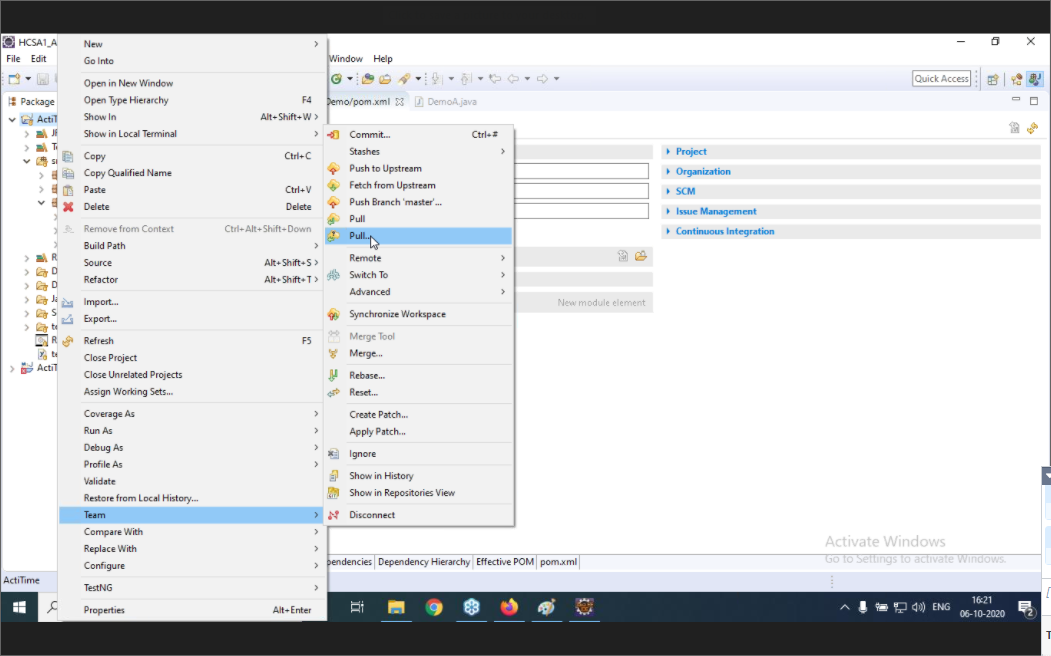 HCSA1_A
File Edit
Window Help
Quick Access
Package
Demo/pom.xml
DemoA.java
ActiT
ActiT
New
Go Into
Open in New Window
Open Type Hierarchy F4
Show In Alt+Shift+W
Show in Local Terminal
Copy Ctrl+C
Copy Qualified Name
Paste Ctrl+V
Delete Delete
Remove from Context Ctrl+Alt+Shift+Down
Build Path
Source Alt+Shift+S
Refactor Alt+Shift+T
Import...
Export...
Refresh F5
Close Project
Close Unrelated Projects
Assign Working Sets...
Coverage As
Run As
Debug As
Profile As
Validate
Restore from Local History...
Team
Compare With
Replace With
Configure
TestNG
Properties Alt+Enter
Commit... Ctrl+#
Stashes
Push to Upstream
Fetch from Upstream
Push Branch 'master'...
Pull
Pull...
Remote
Switch To
Advanced
Synchronize Workspace
Merge Tool
Merge...
Rebase...
Reset...
Create Patch...
Apply Patch...
Ignore
Show in History
Show in Repositories View
Disconnect
Project
Organization
SCM
Issue Management
Continuous Integration
New module element
Activate Windows
Go to Settings to activate Windows.
pendencies Dependency Hierarchy Effective POM pom.xml
ActiTime
ENG
16:21
06-10-2020
2